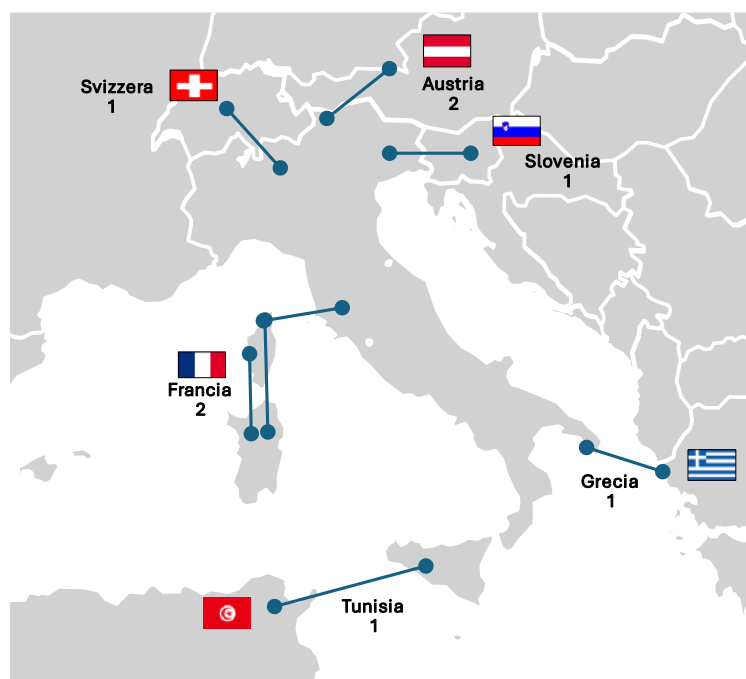 Svizzera
1
Austria
2
Slovenia
1
Francia
2
Grecia
1
Tunisia
1